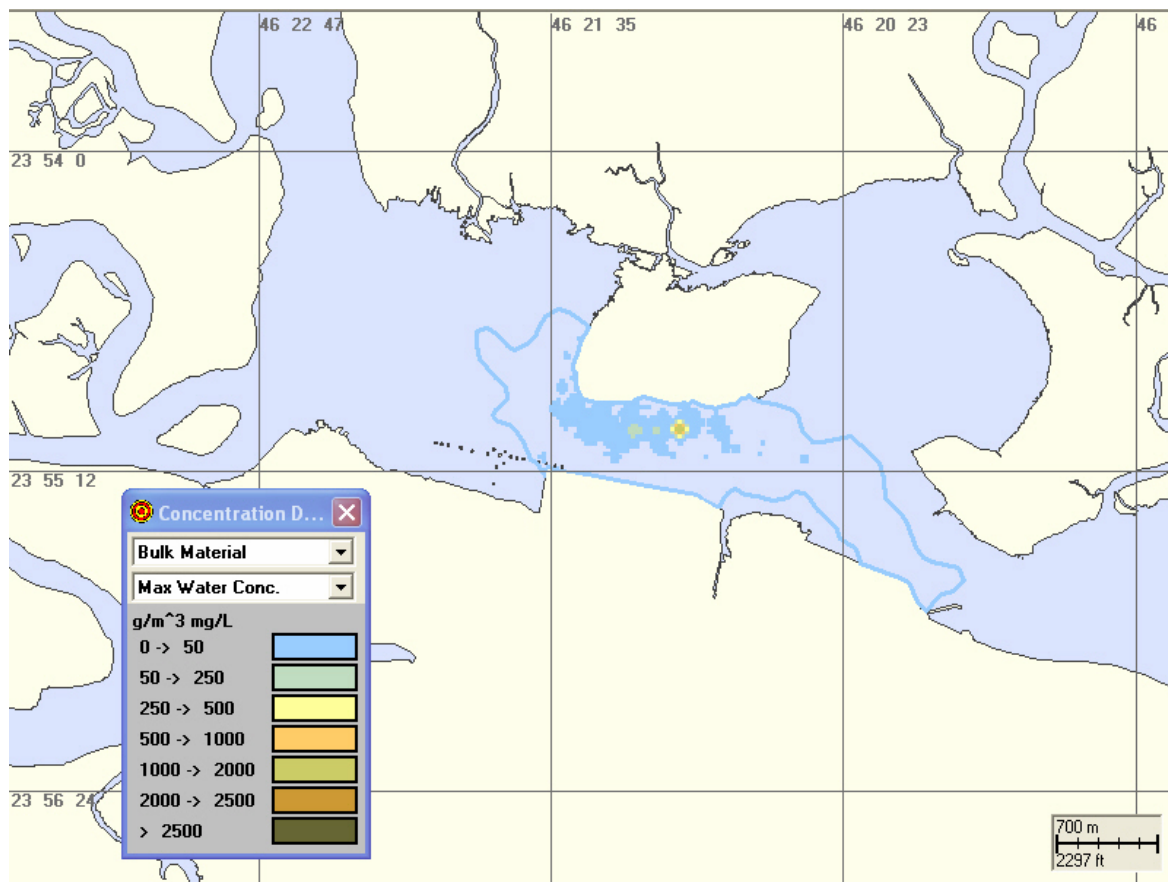 46 22 47
46 21 35
46 20 23
46
23 54 0
23 55 12
23 56 24
Concentration D...
Bulk Material
Max Water Conc.
g/m^3 mg/L
0 -> 50
50 -> 250
250 -> 500
500 -> 1000
1000 -> 2000
2000 -> 2500
> 2500
700 m
2297 ft